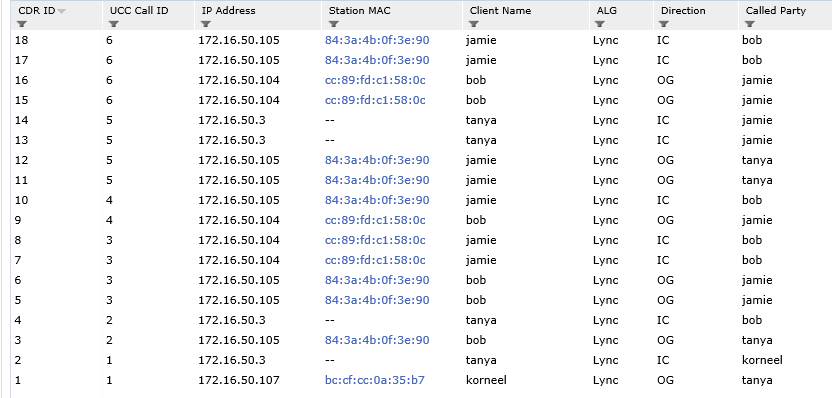 CDR ID UCC Call ID IP Address Station MAC Client Name ALG Direction Called Party
18 6 172.16.50.105 84:3a:4b:0f:3e:90 jamie Lync IC bob
17 6 172.16.50.105 84:3a:4b:0f:3e:90 jamie Lync IC bob
16 6 172.16.50.104 cc:89:fd:c1:58:0c bob Lync OG jamie
15 6 172.16.50.104 cc:89:fd:c1:58:0c bob Lync OG jamie
14 5 172.16.50.3 -- tanya Lync IC jamie
13 5 172.16.50.3 -- tanya Lync IC jamie
12 5 172.16.50.105 84:3a:4b:0f:3e:90 jamie Lync OG tanya
11 5 172.16.50.105 84:3a:4b:0f:3e:90 jamie Lync OG tanya
10 4 172.16.50.105 84:3a:4b:0f:3e:90 jamie Lync IC bob
9 4 172.16.50.104 cc:89:fd:c1:58:0c bob Lync OG jamie
8 3 172.16.50.104 cc:89:fd:c1:58:0c jamie Lync IC bob
7 3 172.16.50.104 cc:89:fd:c1:58:0c jamie Lync IC bob
6 3 172.16.50.105 84:3a:4b:0f:3e:90 bob Lync OG jamie
5 3 172.16.50.105 84:3a:4b:0f:3e:90 bob Lync OG jamie
4 2 172.16.50.3 -- tanya Lync IC bob
3 2 172.16.50.105 84:3a:4b:0f:3e:90 bob Lync OG tanya
2 1 172.16.50.3 -- tanya Lync IC korneel
1 1 172.16.50.107 bc:cf:cc:0a:35:b7 korneel Lync OG tanya